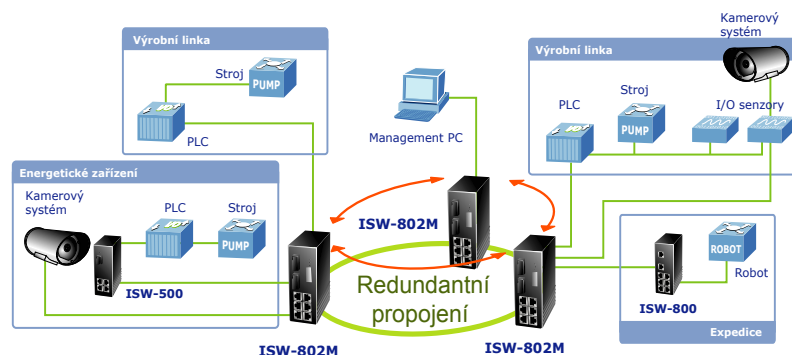 Výrobní linka
Stroj
PUMP
PLC
Management PC
Kamerový
systém
Výrobní linka
PLC
Stroj
PUMP
I/O senzory
Energetické zařízení
Kamerový
systém
PLC
Stroj
PUMP
ISW-500
ISW-802M
ISW-802M
ISW-802M
Redundantní
propojení
ROBOT
Robot
ISW-800
Expedice